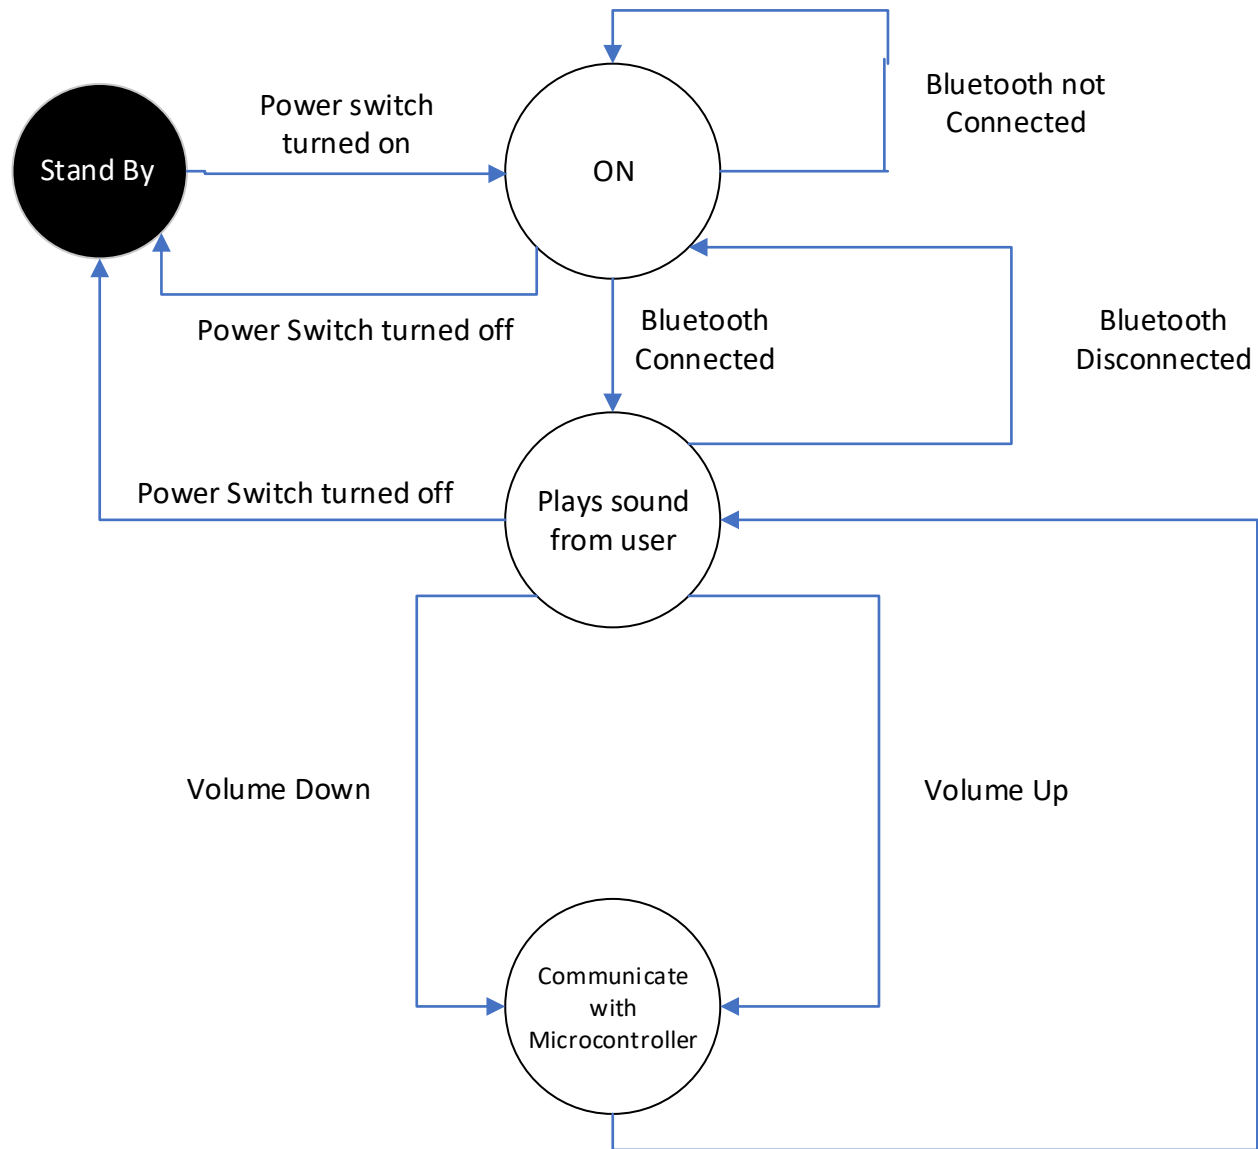 Power switch
turned on
Stand By
ON
Bluetooth not
Connected
Power Switch turned off
Bluetooth
Connected
Bluetooth
Disconnected
Power Switch turned off
Plays sound
from user
Volume Down
Volume Up
Communicate
with
Microcontroller